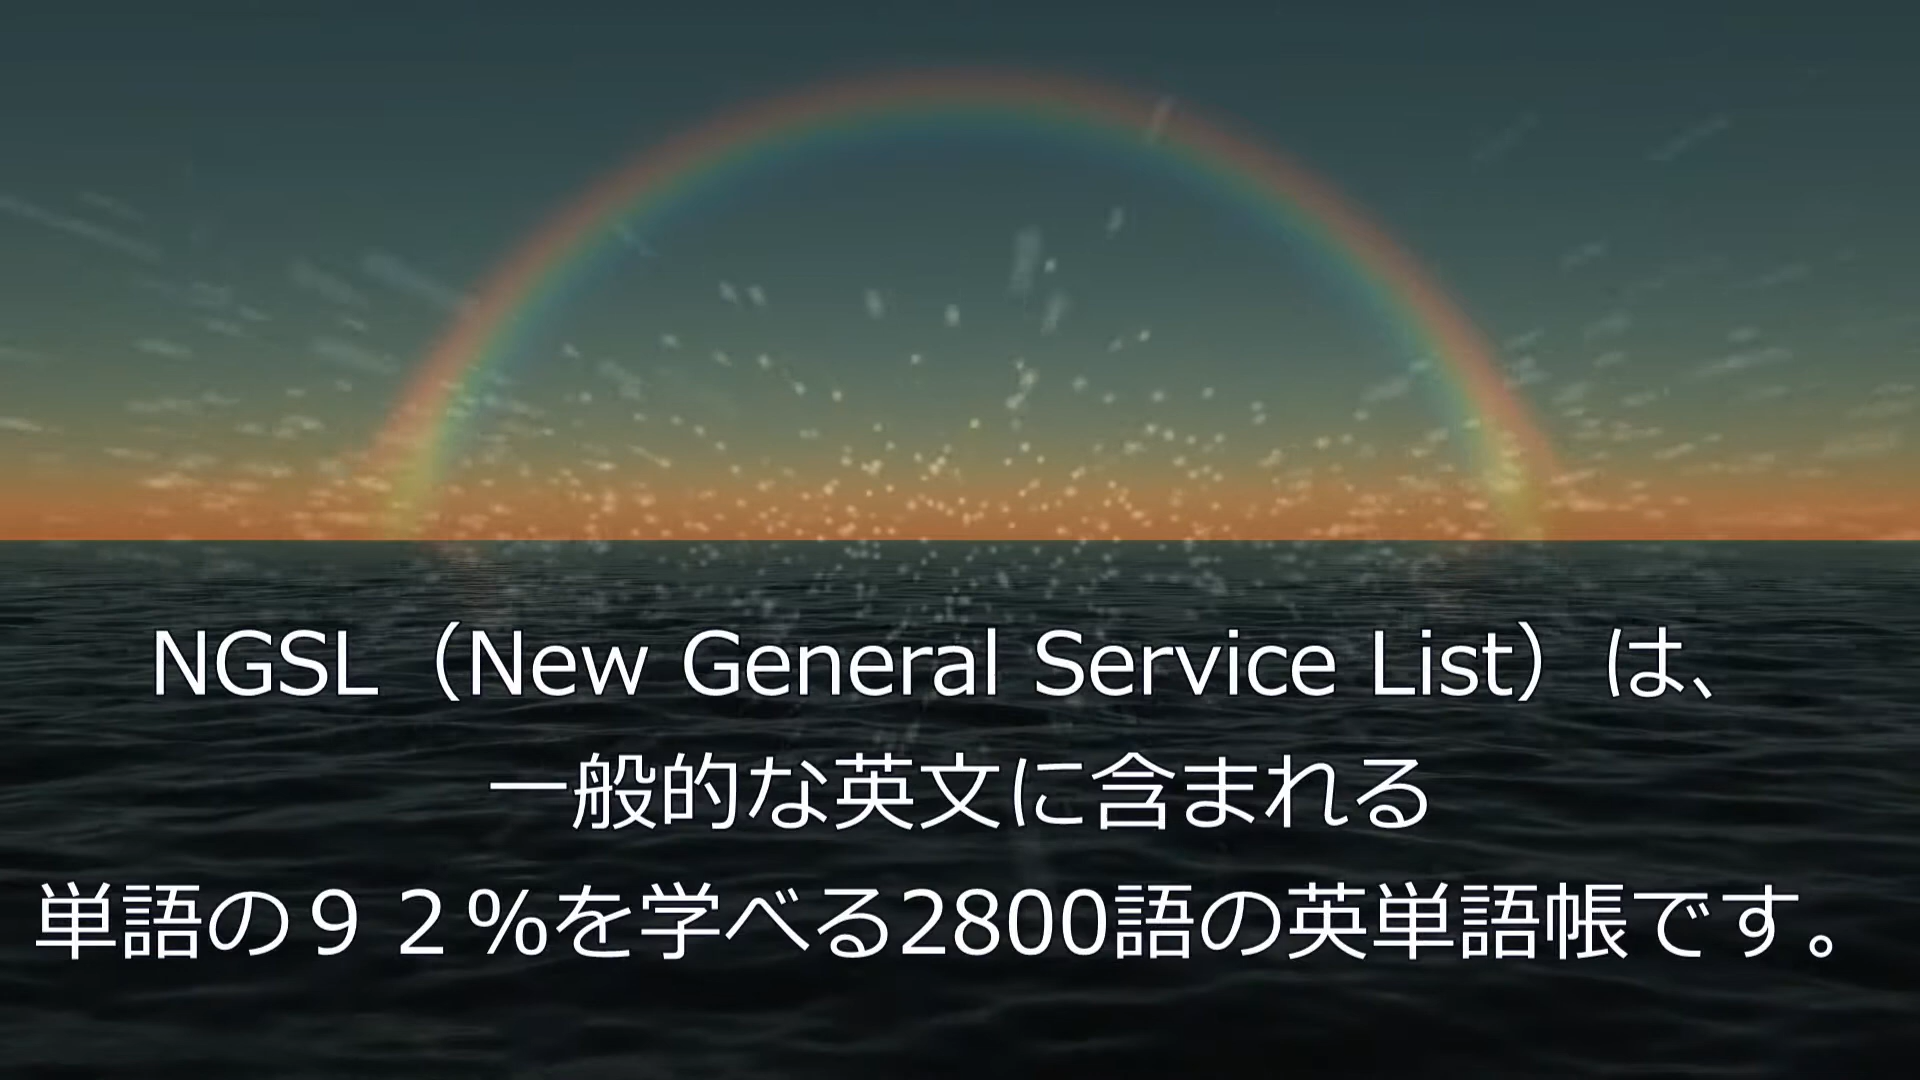 NGSL（New General Service List）は、
一般的な英文に含まれる
単語の９２%を学べる2800語の英単語帳です。